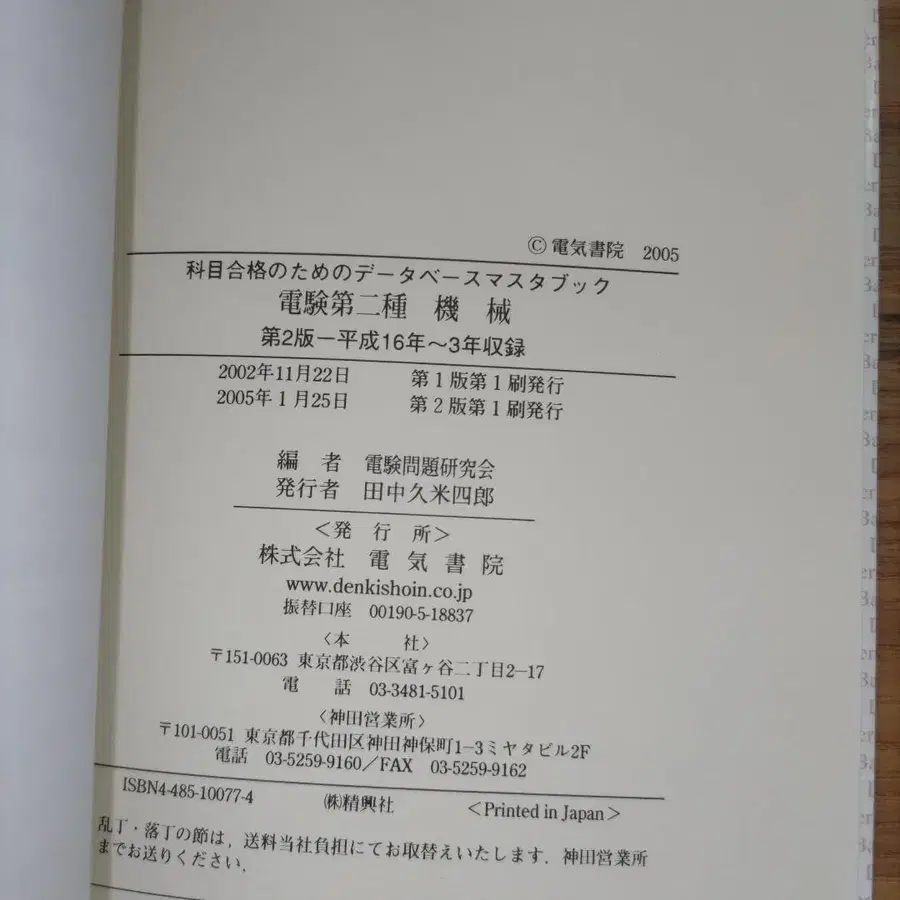 © 電気書院 2005
科目合格のためのデータベースマスタブック
電験第二種 機 械
第2版ー平成16年～3年収録
2002年11月22日 第1版第1刷発行
2005年1月25日 第2版第1刷発行
編 者 電験問題研究会
発行者 田中久米四郎
＜発 行 所＞
株式会社 電 気 書 院
www.denkishoin.co.jp
振替口座 00190-5-18837
〈本 社〉
〒151-0063 東京都渋谷区富ヶ谷二丁目2-17
電 話 03-3481-5101
〈神田営業所〉
〒101-0051 東京都千代田区神田神保町1-3ミヤタビル2F
電話 03-5259-9160／FAX 03-5259-9162
ISBN4-485-10077-4 ㈱精興社 ＜Printed in Japan＞
乱丁・落丁の節は，送料当社負担にてお取替えいたします．神田営業所
までお送りください．